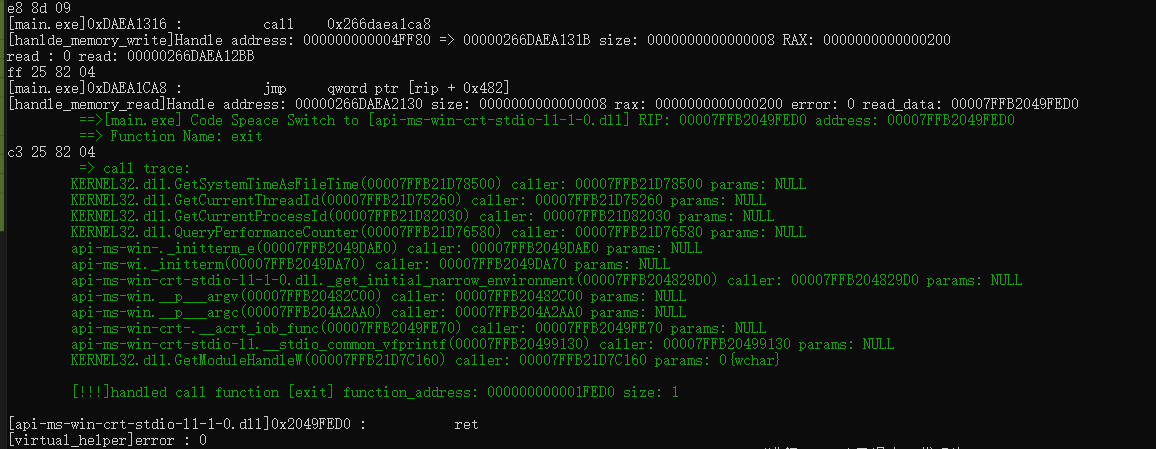 e8 8d 09
[main.exe]0xDAEA1316 : call 0x266daea1ca8
[hanlde_memory_write]Handle address: 000000000004FF80 => 00000266DAEA131B size: 0000000000000008 RAX: 0000000000000200
read : 0 read: 00000266DAEA12BB
ff 25 82 04
[main.exe]0xDAEA1CA8 : jmp qword ptr [rip + 0x482]
[handle_memory_read]Handle address: 00000266DAEA2130 size: 0000000000000008 rax: 0000000000000200 error: 0 read_data: 00007FFB2049FED0
==>[main.exe] Code Speace Switch to [api-ms-win-crt-stdio-l1-1-0.dll] RIP: 00007FFB2049FED0 address: 00007FFB2049FED0
==> Function Name: exit
c3 25 82 04
=> call trace:
KERNEL32.dll.GetSystemTimeAsFileTime(00007FFB21D78500) caller: 00007FFB21D78500 params: NULL
KERNEL32.dll.GetCurrentThreadId(00007FFB21D75260) caller: 00007FFB21D75260 params: NULL
KERNEL32.dll.GetCurrentProcessId(00007FFB21D82030) caller: 00007FFB21D82030 params: NULL
KERNEL32.dll.QueryPerformanceCounter(00007FFB21D76580) caller: 00007FFB21D76580 params: NULL
api-ms-win-._initterm_e(00007FFB2049DAE0) caller: 00007FFB2049DAE0 params: NULL
api-ms-wi._initterm(00007FFB2049DA70) caller: 00007FFB2049DA70 params: NULL
api-ms-win-crt-stdio-l1-1-0.dll._get_initial_narrow_environment(00007FFB204829D0) caller: 00007FFB204829D0 params: NULL
api-ms-win.__p___argv(00007FFB20482C00) caller: 00007FFB20482C00 params: NULL
api-ms-win.__p___argc(00007FFB204A2AA0) caller: 00007FFB204A2AA0 params: NULL
api-ms-win-crt-.__acrt_iob_func(00007FFB2049FE70) caller: 00007FFB2049FE70 params: NULL
api-ms-win-crt-stdio-l1.__stdio_common_vfprintf(00007FFB20499130) caller: 00007FFB20499130 params: NULL
KERNEL32.dll.GetModuleHandleW(00007FFB21D7C160) caller: 00007FFB21D7C160 params: 0{wchar}
[!!!]handled call function [exit] function_address: 000000000001FED0 size: 1
[api-ms-win-crt-stdio-l1-1-0.dll]0x2049FED0 : ret
[virtual_helper]error : 0